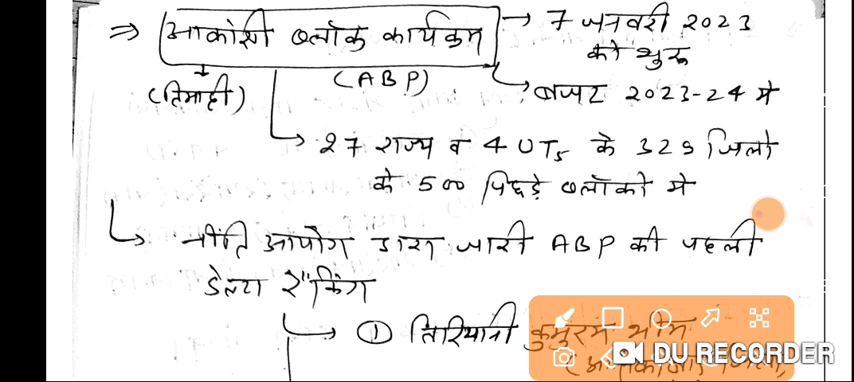 ⇒ आकांक्षी ब्लॉक कार्यक्रम → 7 जनवरी 2023
को शुरू
(तिमाही) (ABP) → बजट 2023-24 में
→ 27 राज्य व 4 UTs के 329 जिलों
के 500 पिछड़े ब्लॉकों में
नीति आयोग द्वारा जारी ABP की पहली
डेल्टा रैंकिंग
→ ① तिरियानी कुमुरम भीम
DU RECORDER